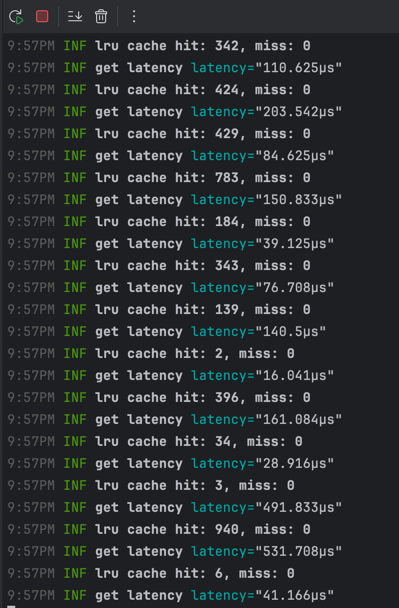 9:57PM INF lru cache hit: 342, miss: 0
9:57PM INF get latency latency="110.625µs"
9:57PM INF lru cache hit: 424, miss: 0
9:57PM INF get latency latency="203.542µs"
9:57PM INF lru cache hit: 429, miss: 0
9:57PM INF get latency latency="84.625µs"
9:57PM INF lru cache hit: 783, miss: 0
9:57PM INF get latency latency="150.833µs"
9:57PM INF lru cache hit: 184, miss: 0
9:57PM INF get latency latency="39.125µs"
9:57PM INF lru cache hit: 343, miss: 0
9:57PM INF get latency latency="76.708µs"
9:57PM INF lru cache hit: 139, miss: 0
9:57PM INF get latency latency="140.5µs"
9:57PM INF lru cache hit: 2, miss: 0
9:57PM INF get latency latency="16.041µs"
9:57PM INF lru cache hit: 396, miss: 0
9:57PM INF get latency latency="161.084µs"
9:57PM INF lru cache hit: 34, miss: 0
9:57PM INF get latency latency="28.916µs"
9:57PM INF lru cache hit: 3, miss: 0
9:57PM INF get latency latency="491.833µs"
9:57PM INF lru cache hit: 940, miss: 0
9:57PM INF get latency latency="531.708µs"
9:57PM INF lru cache hit: 6, miss: 0
9:57PM INF get latency latency="41.166µs"